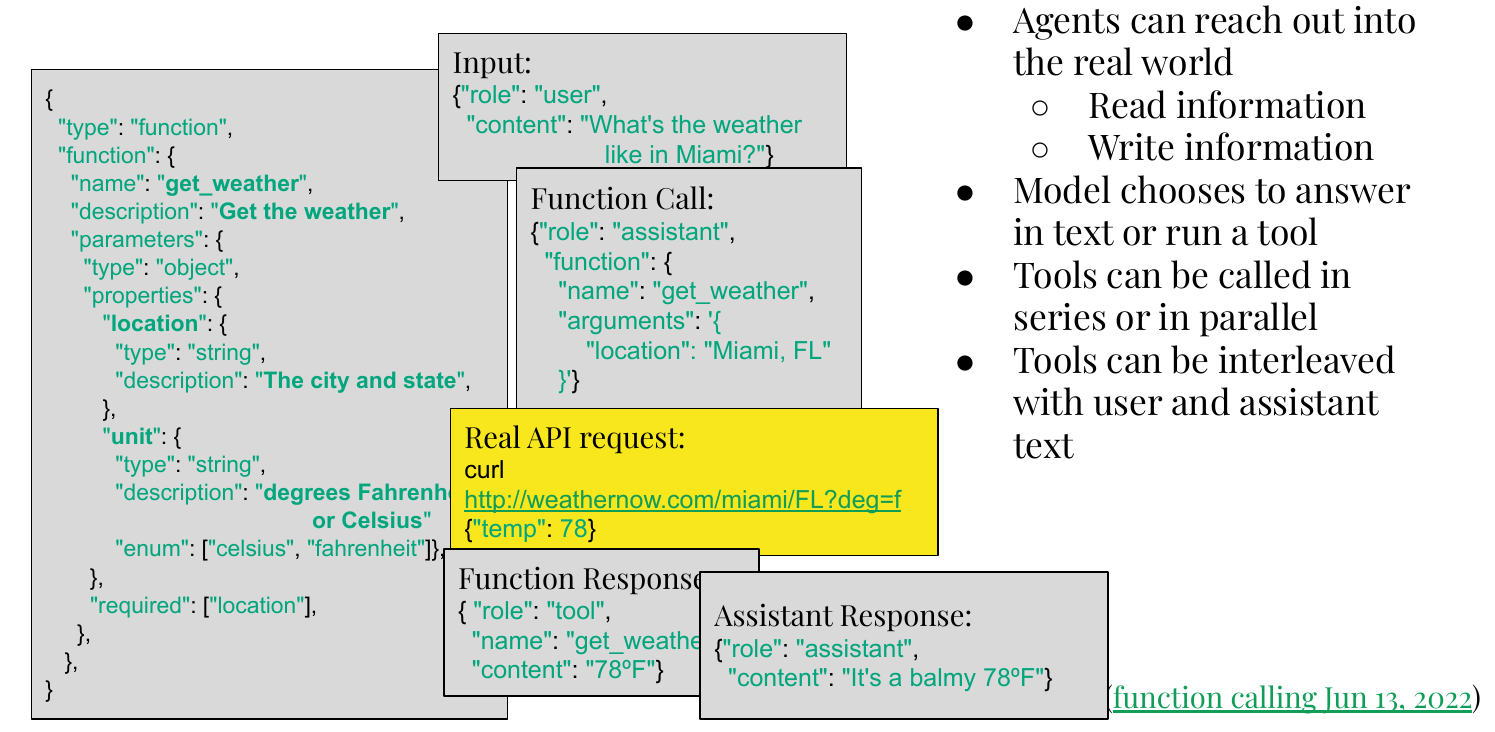 {
"type": "function",
"function": {
"name": "get_weather",
"description": "Get the weather",
"parameters": {
"type": "object",
"properties": {
"location": {
"type": "string",
"description": "The city and state",
},
"unit": {
"type": "string",
"description": "degrees Fahrenh
or Celsius"
"enum": ["celsius", "fahrenheit"]},
},
"required": ["location"],
},
},
}
Input:
{"role": "user",
"content": "What's the weather
like in Miami?"}
Function Call:
{"role": "assistant",
"function": {
"name": "get_weather",
"arguments": '{
"location": "Miami, FL"
}'}
Real API request:
curl
http://weathernow.com/miami/FL?deg=f
{"temp": 78}
Function Response
{ "role": "tool",
"name": "get_weathe
"content": "78ºF"}
Assistant Response:
{"role": "assistant",
"content": "It's a balmy 78ºF"}
● Agents can reach out into
the real world
○ Read information
○ Write information
● Model chooses to answer
in text or run a tool
● Tools can be called in
series or in parallel
● Tools can be interleaved
with user and assistant
text
(function calling Jun 13, 2022)